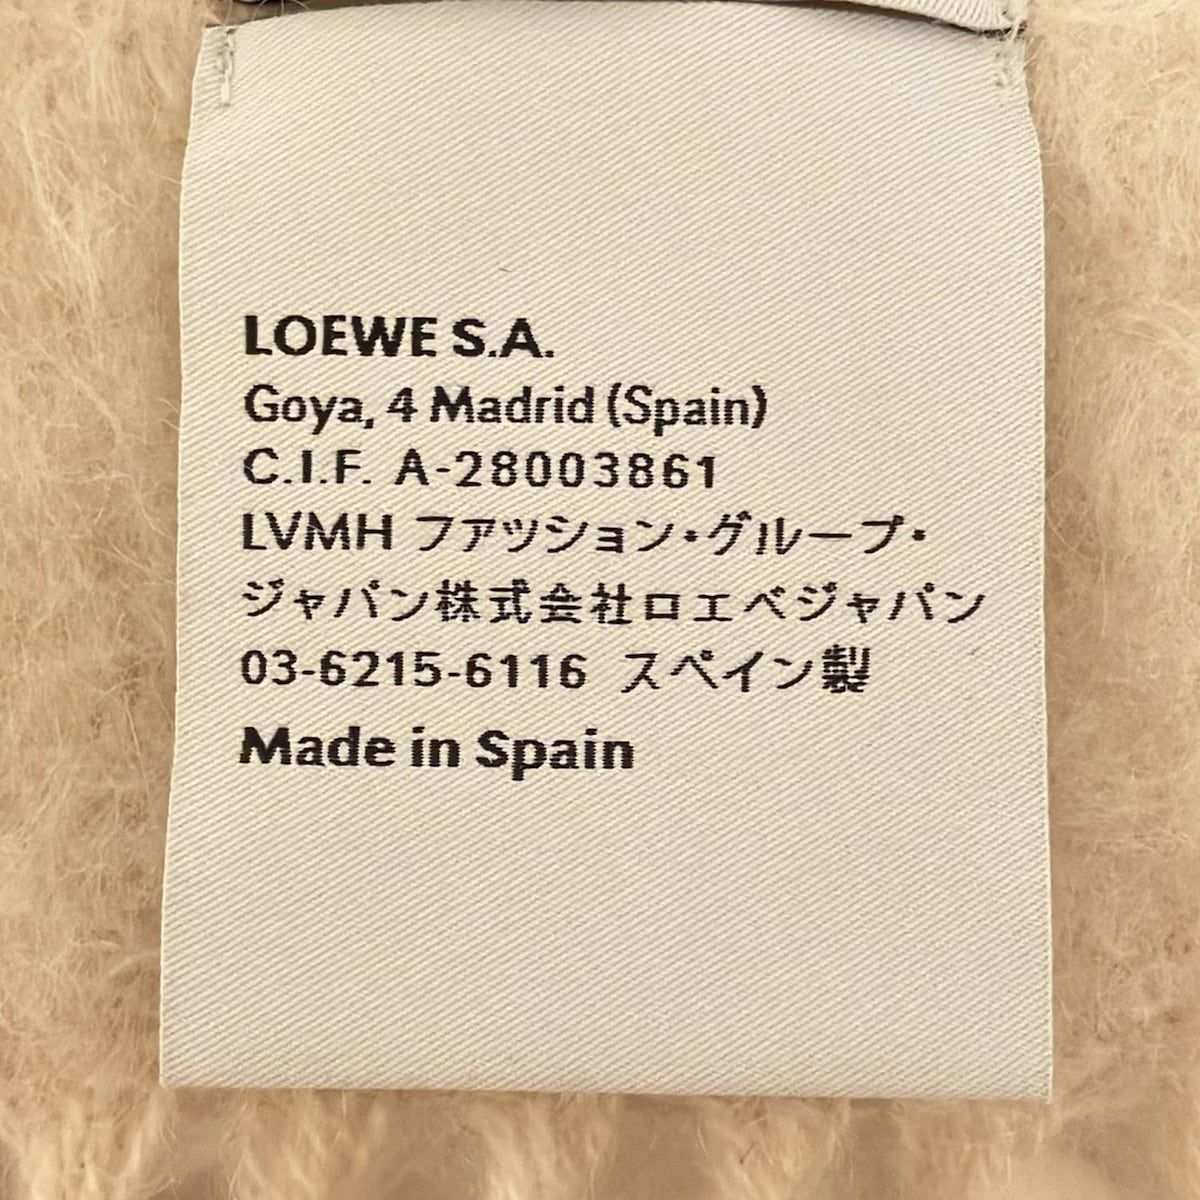 LOEWE S.A.
Goya, 4 Madrid (Spain)
C.I.F. A-28003861
LVMH ファッション・グループ・
ジャパン株式会社ロエベジャパン
03-6215-6116 スペイン製
Made in Spain